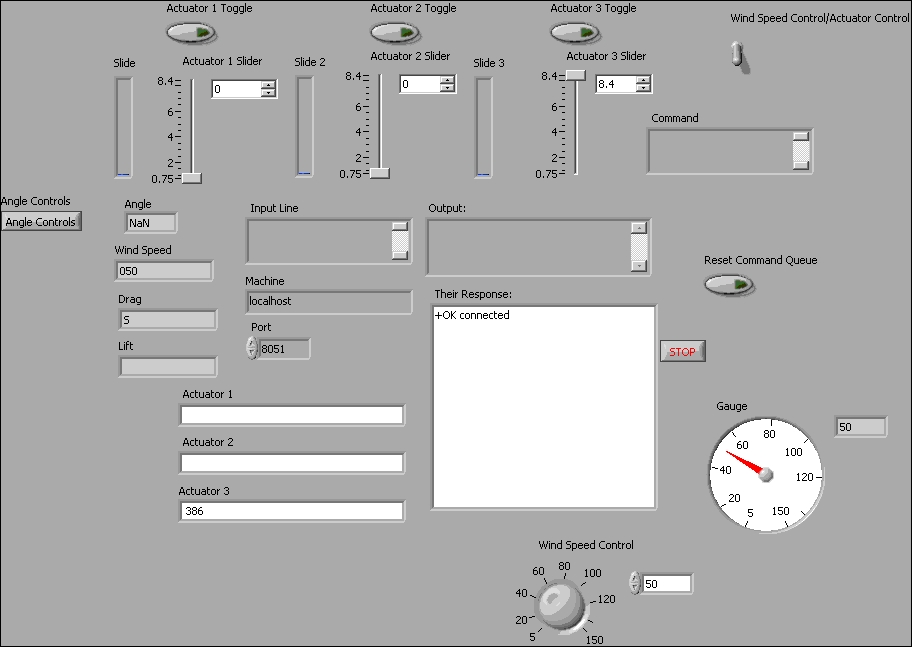 Actuator 1 Toggle
Actuator 2 Toggle
Actuator 3 Toggle
Wind Speed Control/Actuator Control
Slide
Actuator 1 Slider
8.4
6
4
2
0.75
0
Slide 2
Actuator 2 Slider
8.4
6
4
2
0.75
0
Slide 3
Actuator 3 Slider
8.4
6
4
2
0.75
8.4
Command
Angle Controls
Angle Controls
Angle
NaN
Wind Speed
050
Drag
S
Lift
Input Line
Machine
localhost
Port
8051
Output:
Their Response:
+OK connected
Reset Command Queue
STOP
Actuator 1
Actuator 2
Actuator 3
386
Gauge
5
20
40
60
80
100
120
150
50
Wind Speed Control
5
20
40
60
80
100
120
150
50